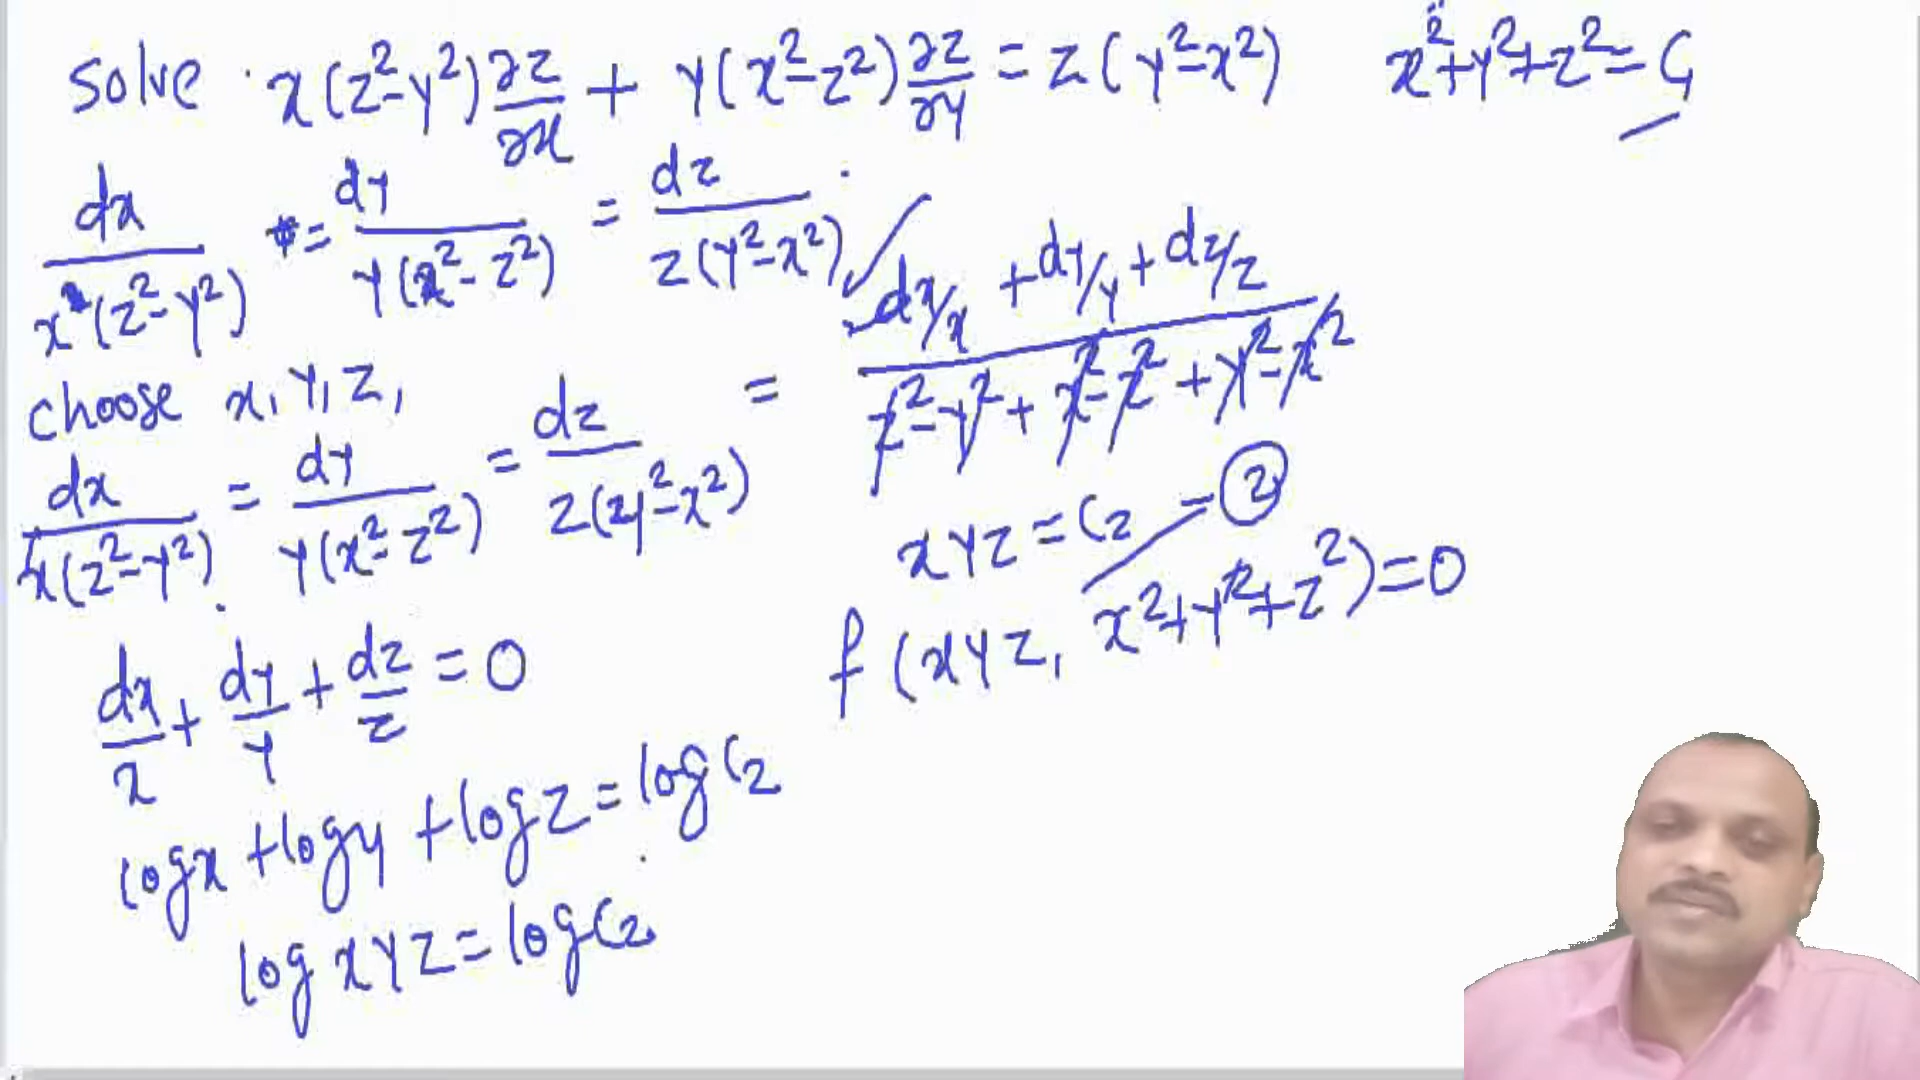 Solve x(z²-y²) ∂z/∂x + y(x²-z²) ∂z/∂y = z(y²-x²)
x²+y²+z² = C₁
dx/x(z²-y²) = dy/y(x²-z²) = dz/z(y²-x²)
choose x, y, z,
dx/x(z²-y²) = dy/y(x²-z²) = dz/z(y²-x²) = dx/x + dy/y + dz/z / z²-y²+x²-z²+y²-x²
dx/x + dy/y + dz/z = 0
log x + log y + log z = log C₂
log xyz = log C₂
xyz = C₂ - ②
f(xyz, x²+y²+z²) = 0